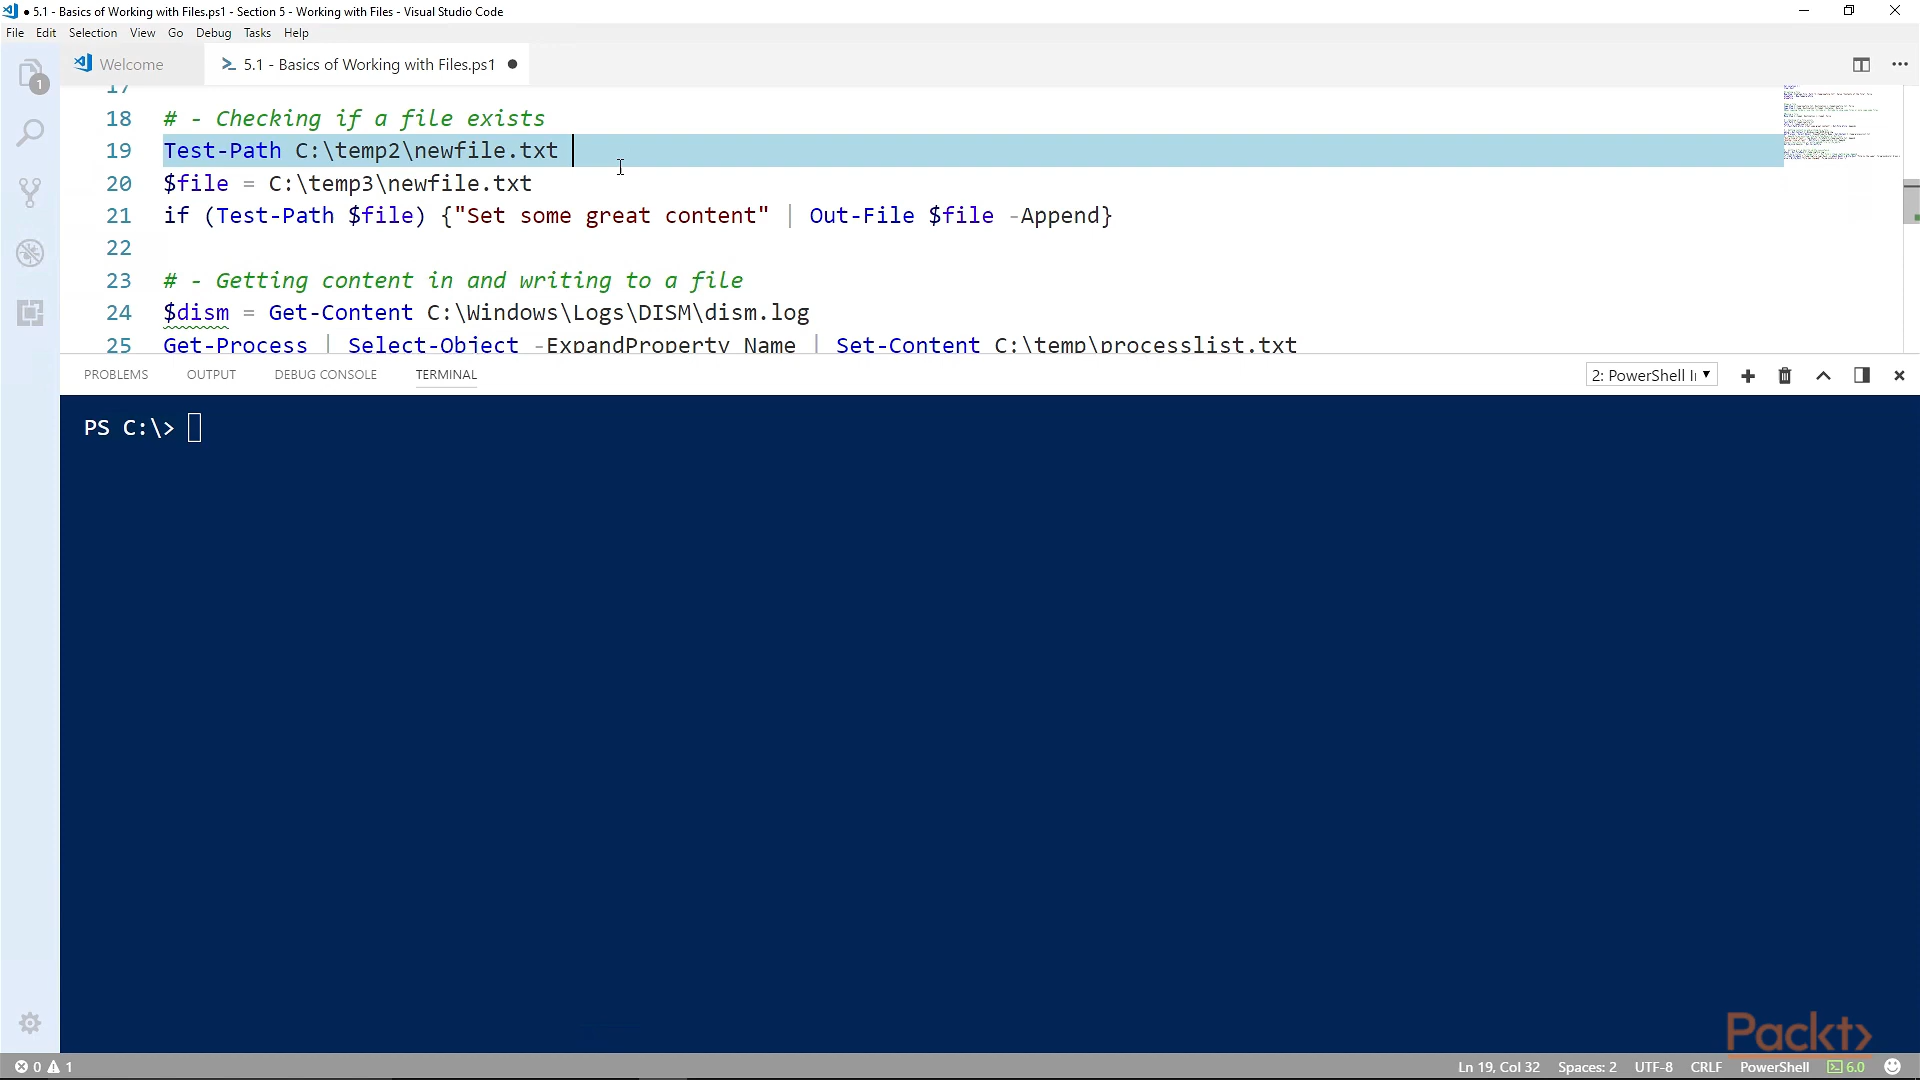 5.1 - Basics of Working with Files.ps1 - Section 5 - Working with Files - Visual Studio Code
File Edit Selection View Go Debug Tasks Help
Welcome
5.1 - Basics of Working with Files.ps1
1
17
18 # - Checking if a file exists
19 Test-Path C:\temp2\newfile.txt
20 $file = C:\temp3\newfile.txt
21 if (Test-Path $file) {"Set some great content" | Out-File $file -Append}
22
23 # - Getting content in and writing to a file
24 $dism = Get-Content C:\Windows\Logs\DISM\dism.log
25 Get-Process | Select-Object -ExpandProperty Name | Set-Content C:\temp\processlist.txt
PROBLEMS OUTPUT DEBUG CONSOLE TERMINAL
2: PowerShell I
PS C:\>
Packt>
0 1
Ln 19, Col 32 Spaces: 2 UTF-8 CRLF PowerShell 6.0